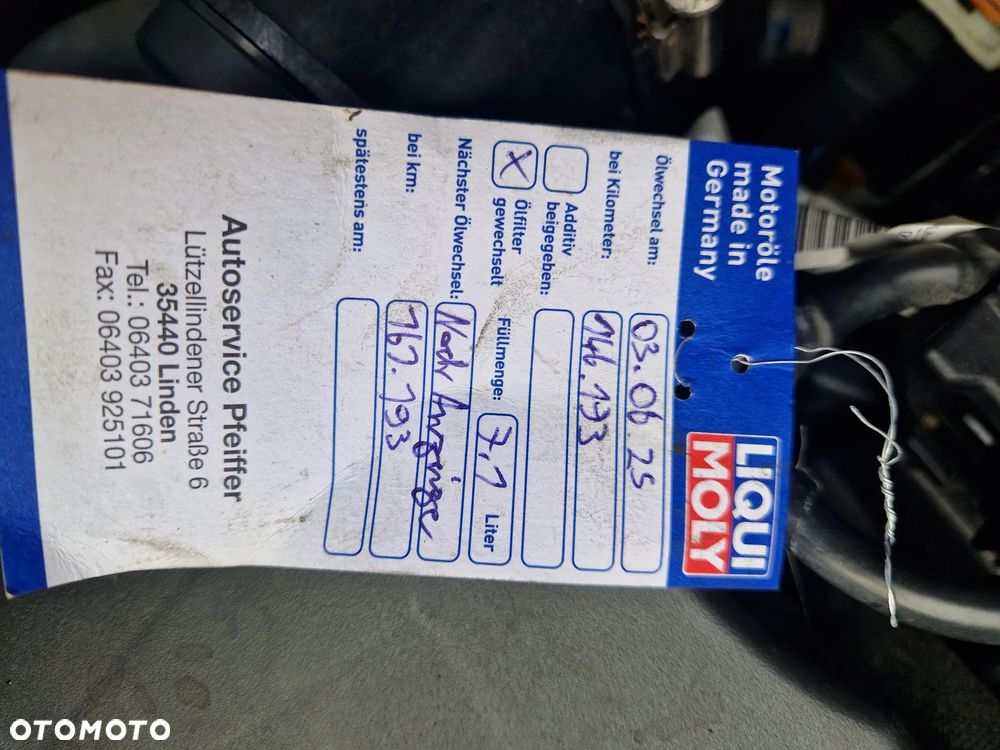 Motoröle
made in
Germany
LIQUI
MOLY
Ölwechsel am: 03.06.25
bei Kilometer: 146.193
Additiv
beigegeben:
X Ölfilter
gewechselt
Füllmenge: 7,1 Liter
Nächster Ölwechsel: Nach Anzeige
bei km: 161.193
spätestens am:
Autoservice Pfeiffer
Lützellindener Straße 6
35440 Linden
Tel.: 06403 71606
Fax: 06403 925101
OTOMOTO